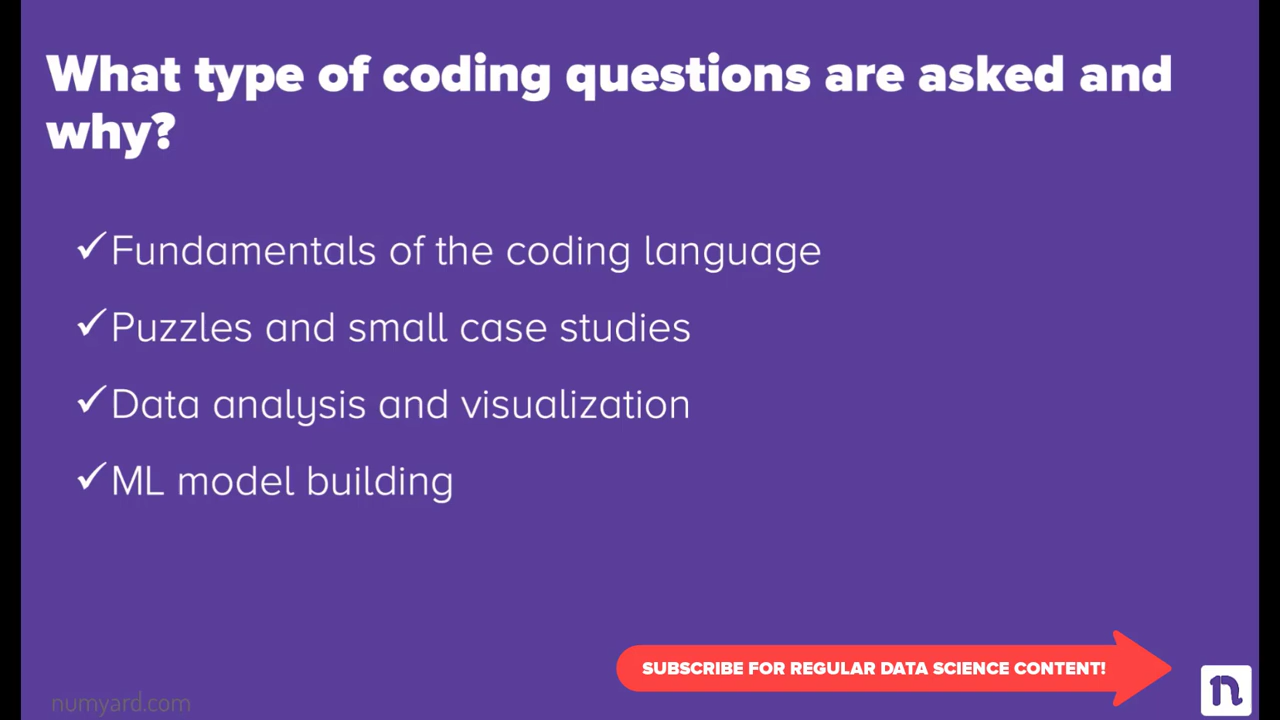 What type of coding questions are asked and
why?
✓Fundamentals of the coding language
✓Puzzles and small case studies
✓Data analysis and visualization
✓ML model building
SUBSCRIBE FOR REGULAR DATA SCIENCE CONTENT!
n
numyard.com